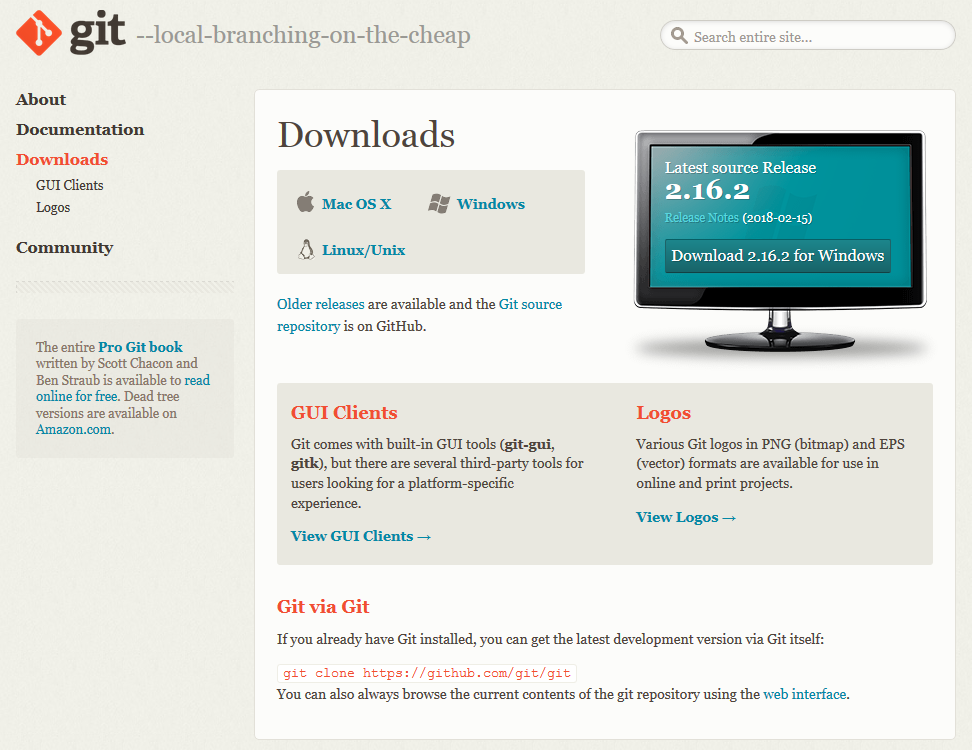 git --local-branching-on-the-cheap
Search entire site...
About
Documentation
Downloads
GUI Clients
Logos
Community
The entire Pro Git book
written by Scott Chacon and
Ben Straub is available to read
online for free. Dead tree
versions are available on
Amazon.com.
Downloads
Mac OS X
Windows
Linux/Unix
Older releases are available and the Git source
repository is on GitHub.
Latest source Release
2.16.2
Release Notes (2018-02-15)
Download 2.16.2 for Windows
GUI Clients
Git comes with built-in GUI tools (git-gui,
gitk), but there are several third-party tools for
users looking for a platform-specific
experience.
View GUI Clients →
Logos
Various Git logos in PNG (bitmap) and EPS
(vector) formats are available for use in
online and print projects.
View Logos →
Git via Git
If you already have Git installed, you can get the latest development version via Git itself:
git clone https://github.com/git/git
You can also always browse the current contents of the git repository using the web interface.